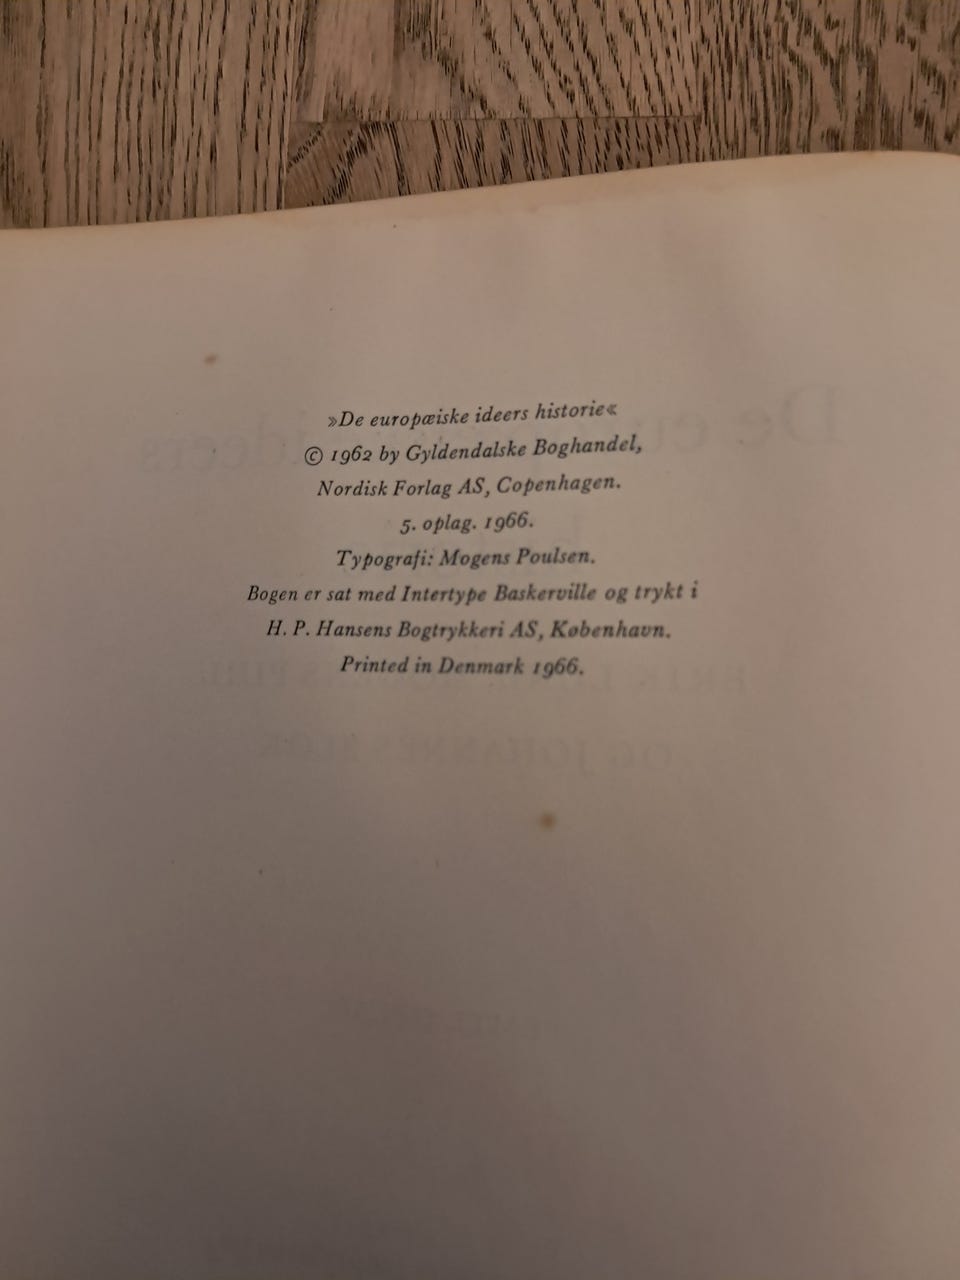 »De europæiske ideers historie«
© 1962 by Gyldendalske Boghandel,
Nordisk Forlag AS, Copenhagen.
5. oplag. 1966.
Typografi: Mogens Poulsen.
Bogen er sat med Intertype Baskerville og trykt i
H. P. Hansens Bogtrykkeri AS, København.
Printed in Denmark 1966.